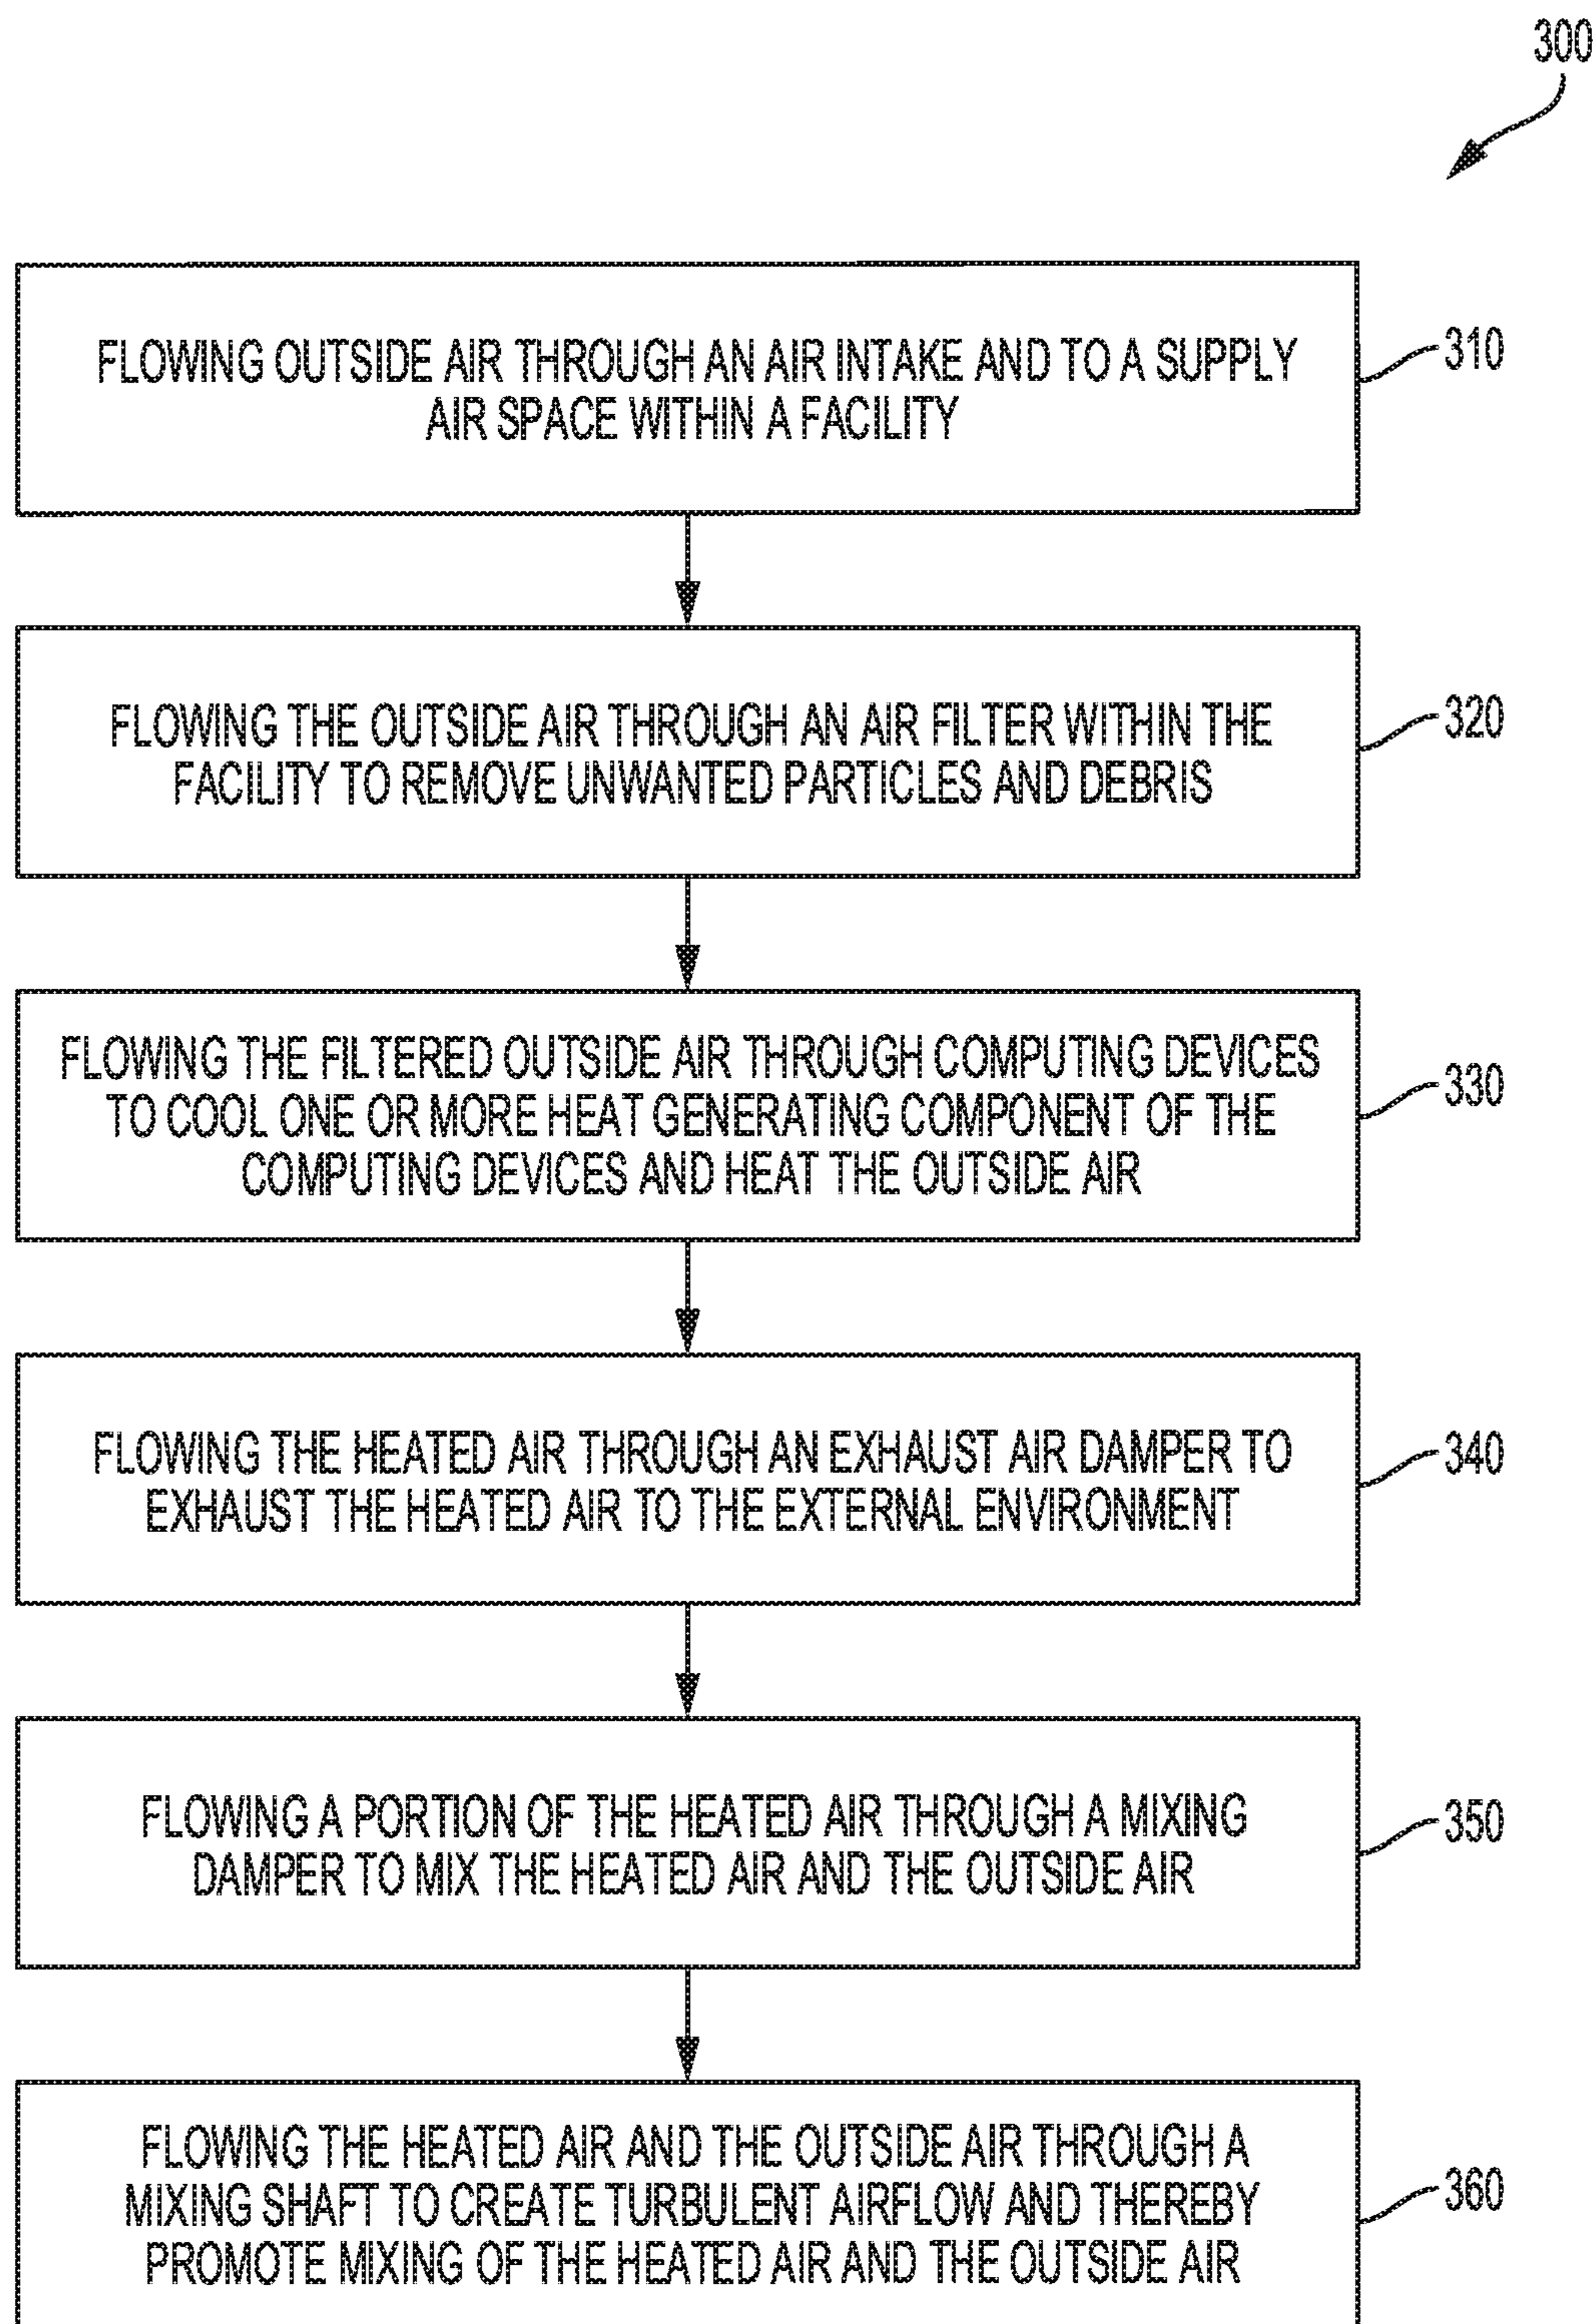 300
FLOWING OUTSIDE AIR THROUGH AN AIR INTAKE AND TO A SUPPLY
AIR SPACE WITHIN A FACILITY
310
FLOWING THE OUTSIDE AIR THROUGH AN AIR FILTER WITHIN THE
FACILITY TO REMOVE UNWANTED PARTICLES AND DEBRIS
320
FLOWING THE FILTERED OUTSIDE AIR THROUGH COMPUTING DEVICES
TO COOL ONE OR MORE HEAT GENERATING COMPONENT OF THE
COMPUTING DEVICES AND HEAT THE OUTSIDE AIR
330
FLOWING THE HEATED AIR THROUGH AN EXHAUST AIR DAMPER TO
EXHAUST THE HEATED AIR TO THE EXTERNAL ENVIRONMENT
340
FLOWING A PORTION OF THE HEATED AIR THROUGH A MIXING
DAMPER TO MIX THE HEATED AIR AND THE OUTSIDE AIR
350
FLOWING THE HEATED AIR AND THE OUTSIDE AIR THROUGH A
MIXING SHAFT TO CREATE TURBULENT AIRFLOW AND THEREBY
PROMOTE MIXING OF THE HEATED AIR AND THE OUTSIDE AIR
360